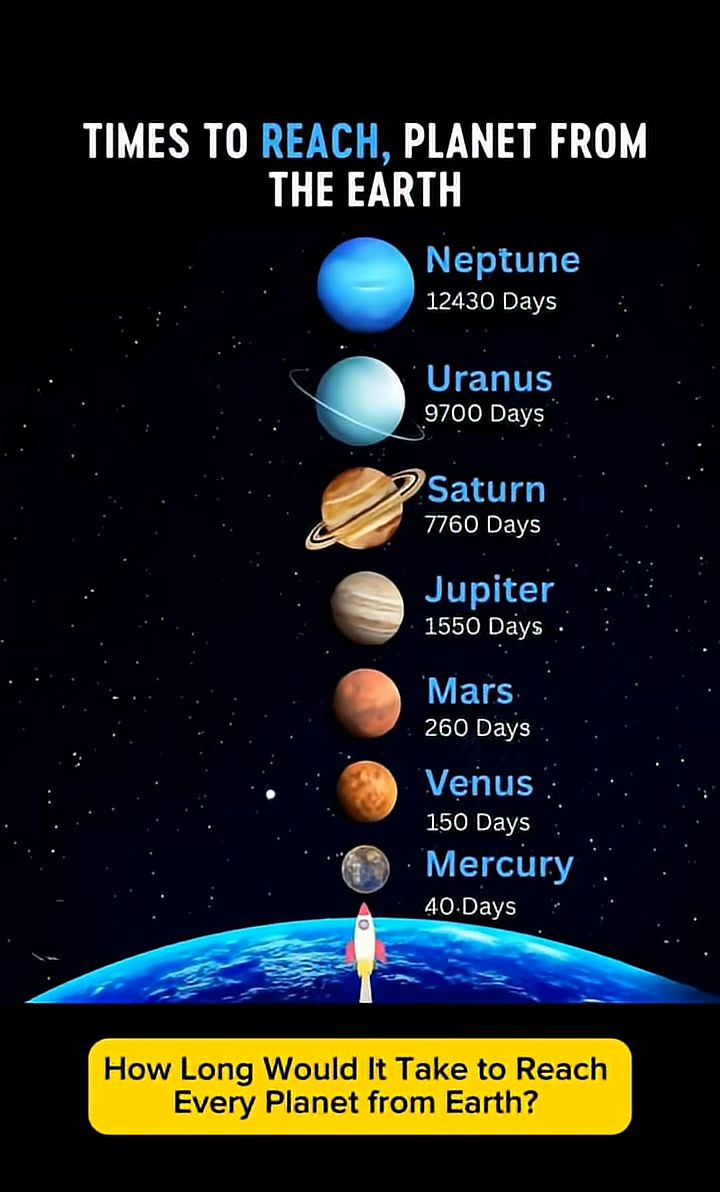 TIMES TO REACH, PLANET FROM
THE EARTH
Neptune
12430 Days
Uranus
9700 Days
Saturn
7760 Days
Jupiter
1550 Days
Mars
260 Days
Venus
150 Days
Mercury
40 Days
How Long Would It Take to Reach
Every Planet from Earth?